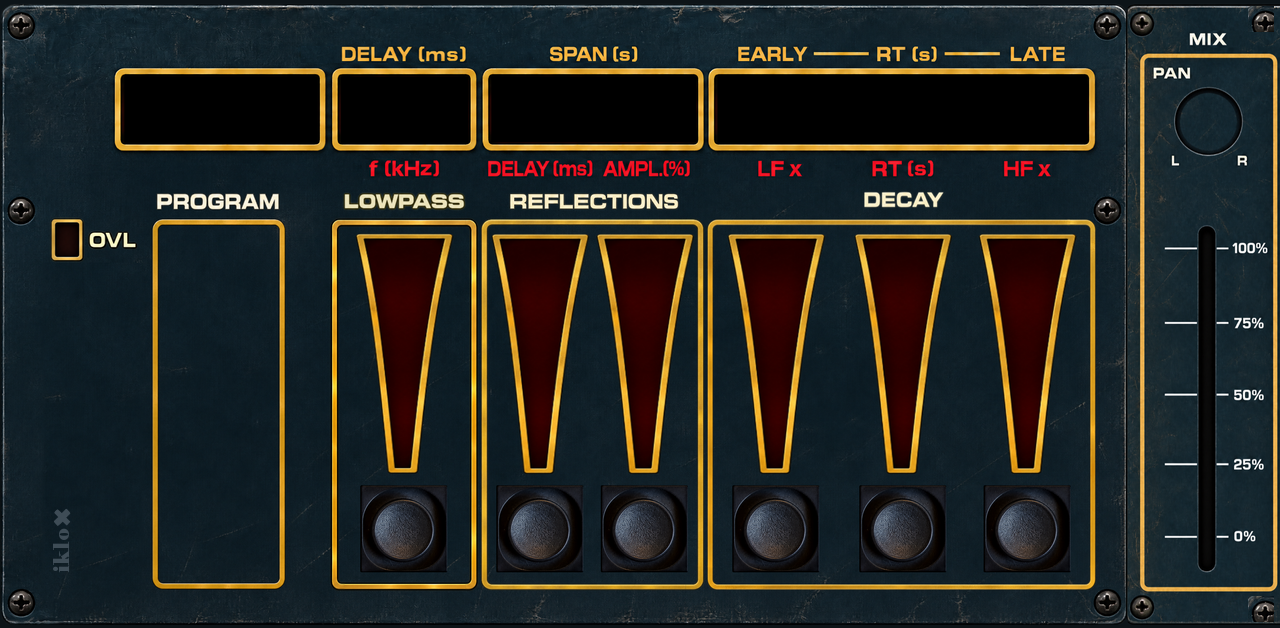 DELAY (ms)
SPAN (s)
EARLY — RT (s) — LATE
f (kHz)
DELAY (ms) AMPL.(%)
LF x
RT (s)
HF x
PROGRAM
LOWPASS
REFLECTIONS
DECAY
OVL
iklox
MIX
PAN
L R
100%
75%
50%
25%
0%